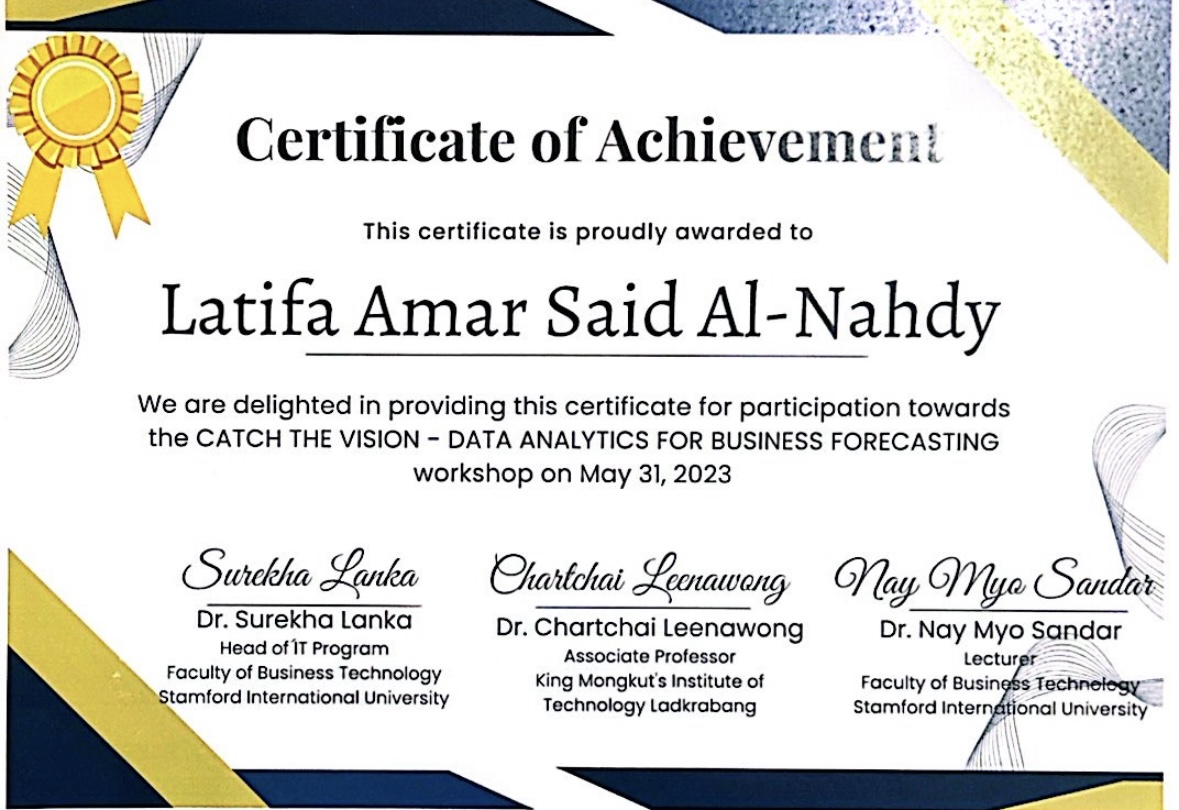 Certificate of Achievement
This certificate is proudly awarded to
Latifa Amar Said Al-Nahdy
We are delighted in providing this certificate for participation towards
the CATCH THE VISION - DATA ANALYTICS FOR BUSINESS FORECASTING
workshop on May 31, 2023
Surekha Lanka
Dr. Surekha Lanka
Head of IT Program
Faculty of Business Technology
Stamford International University
Chartchai Leenawong
Dr. Chartchai Leenawong
Associate Professor
King Mongkut's Institute of
Technology Ladkrabang
Nay Myo Sandar
Dr. Nay Myo Sandar
Lecturer
Faculty of Business Technology
Stamford International University